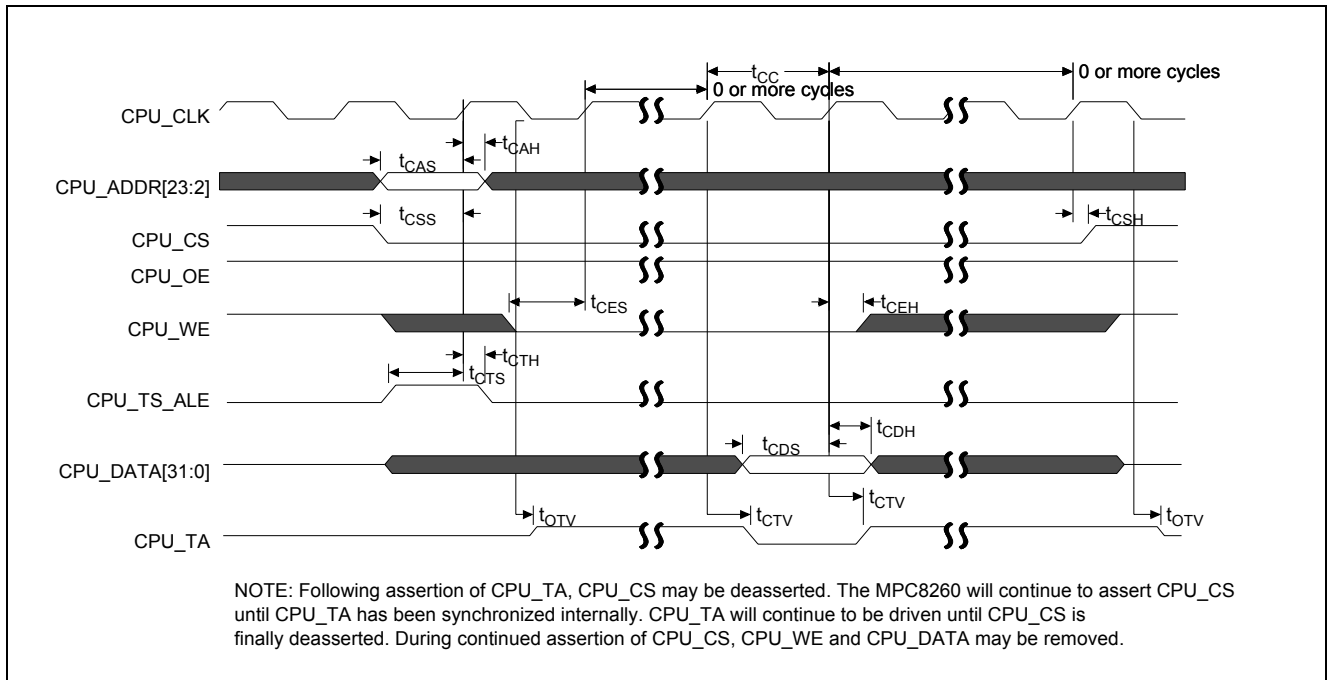 tCC
0 or more cycles
0 or more cycles
CPU_CLK
tCAH
tCAS
CPU_ADDR[23:2]
tCSS
tCSH
CPU_CS
CPU_OE
tCES
tCEH
CPU_WE
tCTH
tCTS
CPU_TS_ALE
tCDH
tCDS
CPU_DATA[31:0]
tCTV
tOTV
tCTV
tOTV
CPU_TA
NOTE: Following assertion of CPU_TA, CPU_CS may be deasserted. The MPC8260 will continue to assert CPU_CS
until CPU_TA has been synchronized internally. CPU_TA will continue to be driven until CPU_CS is
finally deasserted. During continued assertion of CPU_CS, CPU_WE and CPU_DATA may be removed.